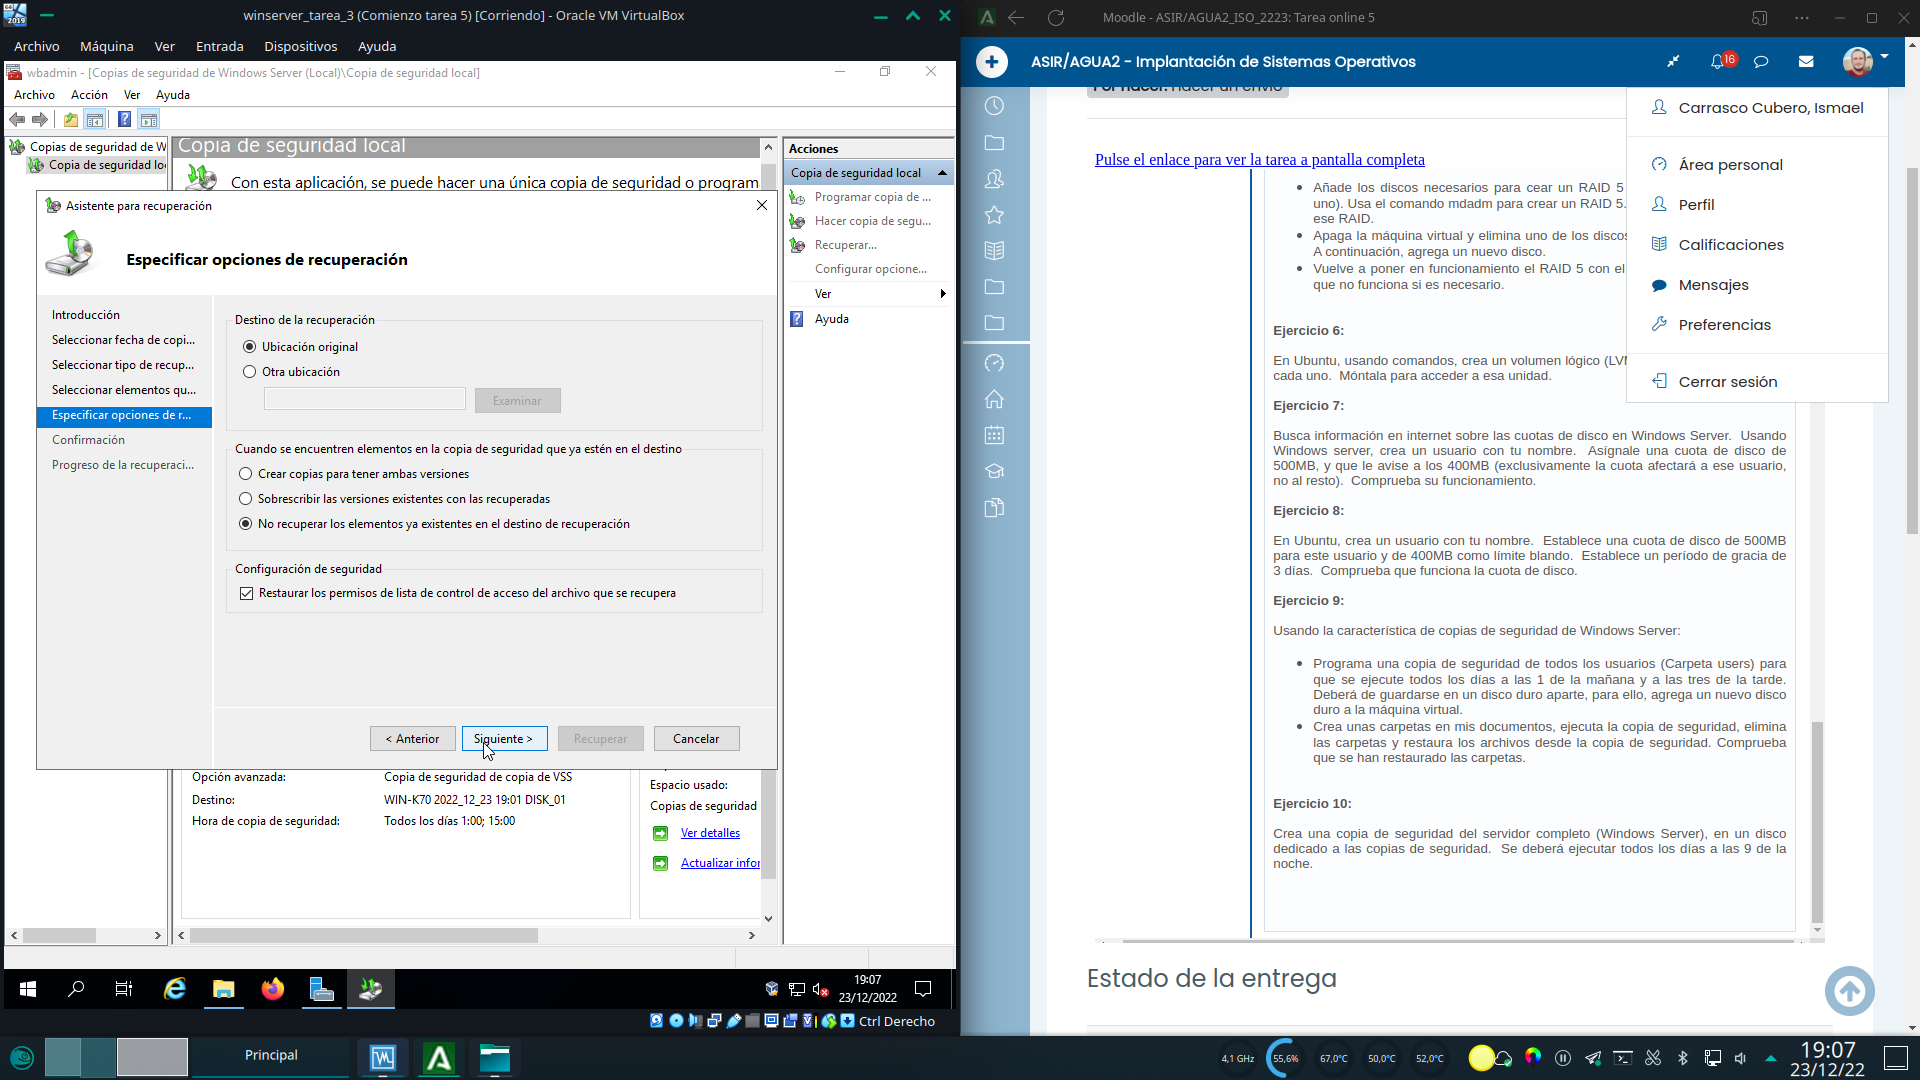 winserver_tarea_3 (Comienzo tarea 5) [Corriendo] - Oracle VM VirtualBox
Archivo Máquina Ver Entrada Dispositivos Ayuda
wbadmin - [Copias de seguridad de Windows Server (Local)\Copia de seguridad local]
Archivo Acción Ver Ayuda
Copias de seguridad de W
Copia de seguridad lo
Copia de seguridad local
Con esta aplicación, se puede hacer una única copia de seguridad o program
Acciones
Copia de seguridad local
Programar copia de ...
Hacer copia de segu...
Recuperar...
Configurar opcione...
Ver
Ayuda
Asistente para recuperación
Especificar opciones de recuperación
Introducción
Seleccionar fecha de copi...
Seleccionar tipo de recup...
Seleccionar elementos qu...
Especificar opciones de r...
Confirmación
Progreso de la recuperaci...
Destino de la recuperación
Ubicación original
Otra ubicación
Examinar
Cuando se encuentren elementos en la copia de seguridad que ya estén en el destino
Crear copias para tener ambas versiones
Sobrescribir las versiones existentes con las recuperadas
No recuperar los elementos ya existentes en el destino de recuperación
Configuración de seguridad
Restaurar los permisos de lista de control de acceso del archivo que se recupera
< Anterior Siguiente > Recuperar Cancelar
Opción avanzada: Copia de seguridad de copia de VSS
Destino: WIN-K70 2022_12_23 19:01 DISK_01
Hora de copia de seguridad: Todos los días 1:00; 15:00
Espacio usado:
Copias de seguridad
Ver detalles
Actualizar infor
19:07
23/12/2022
Ctrl Derecho
Moodle - ASIR/AGUA2_ISO_2223: Tarea online 5
ASIR/AGUA2 - Implantación de Sistemas Operativos
16
Por hacer: Hacer un envío
Carrasco Cubero, Ismael
Área personal
Perfil
Calificaciones
Mensajes
Preferencias
Cerrar sesión
Pulse el enlace para ver la tarea a pantalla completa
Añade los discos necesarios para cear un RAID 5
uno). Usa el comando mdadm para crear un RAID 5.
ese RAID.
Apaga la máquina virtual y elimina uno de los discos
A continuación, agrega un nuevo disco.
Vuelve a poner en funcionamiento el RAID 5 con el
que no funciona si es necesario.
Ejercicio 6:
En Ubuntu, usando comandos, crea un volumen lógico (LVM
cada uno. Móntala para acceder a esa unidad.
Ejercicio 7:
Busca información en internet sobre las cuotas de disco en Windows Server. Usando
Windows server, crea un usuario con tu nombre. Asígnale una cuota de disco de
500MB, y que le avise a los 400MB (exclusivamente la cuota afectará a ese usuario,
no al resto). Comprueba su funcionamiento.
Ejercicio 8:
En Ubuntu, crea un usuario con tu nombre. Establece una cuota de disco de 500MB
para este usuario y de 400MB como límite blando. Establece un período de gracia de
3 días. Comprueba que funciona la cuota de disco.
Ejercicio 9:
Usando la característica de copias de seguridad de Windows Server:
Programa una copia de seguridad de todos los usuarios (Carpeta users) para
que se ejecute todos los días a las 1 de la mañana y a las tres de la tarde.
Deberá de guardarse en un disco duro aparte, para ello, agrega un nuevo disco
duro a la máquina virtual.
Crea unas carpetas en mis documentos, ejecuta la copia de seguridad, elimina
las carpetas y restaura los archivos desde la copia de seguridad. Comprueba
que se han restaurado las carpetas.
Ejercicio 10:
Crea una copia de seguridad del servidor completo (Windows Server), en un disco
dedicado a las copias de seguridad. Se deberá ejecutar todos los días a las 9 de la
noche.
Estado de la entrega
Principal
4,1 GHz
55,6%
67,0°C
50,0°C
52,0°C
19:07
23/12/22